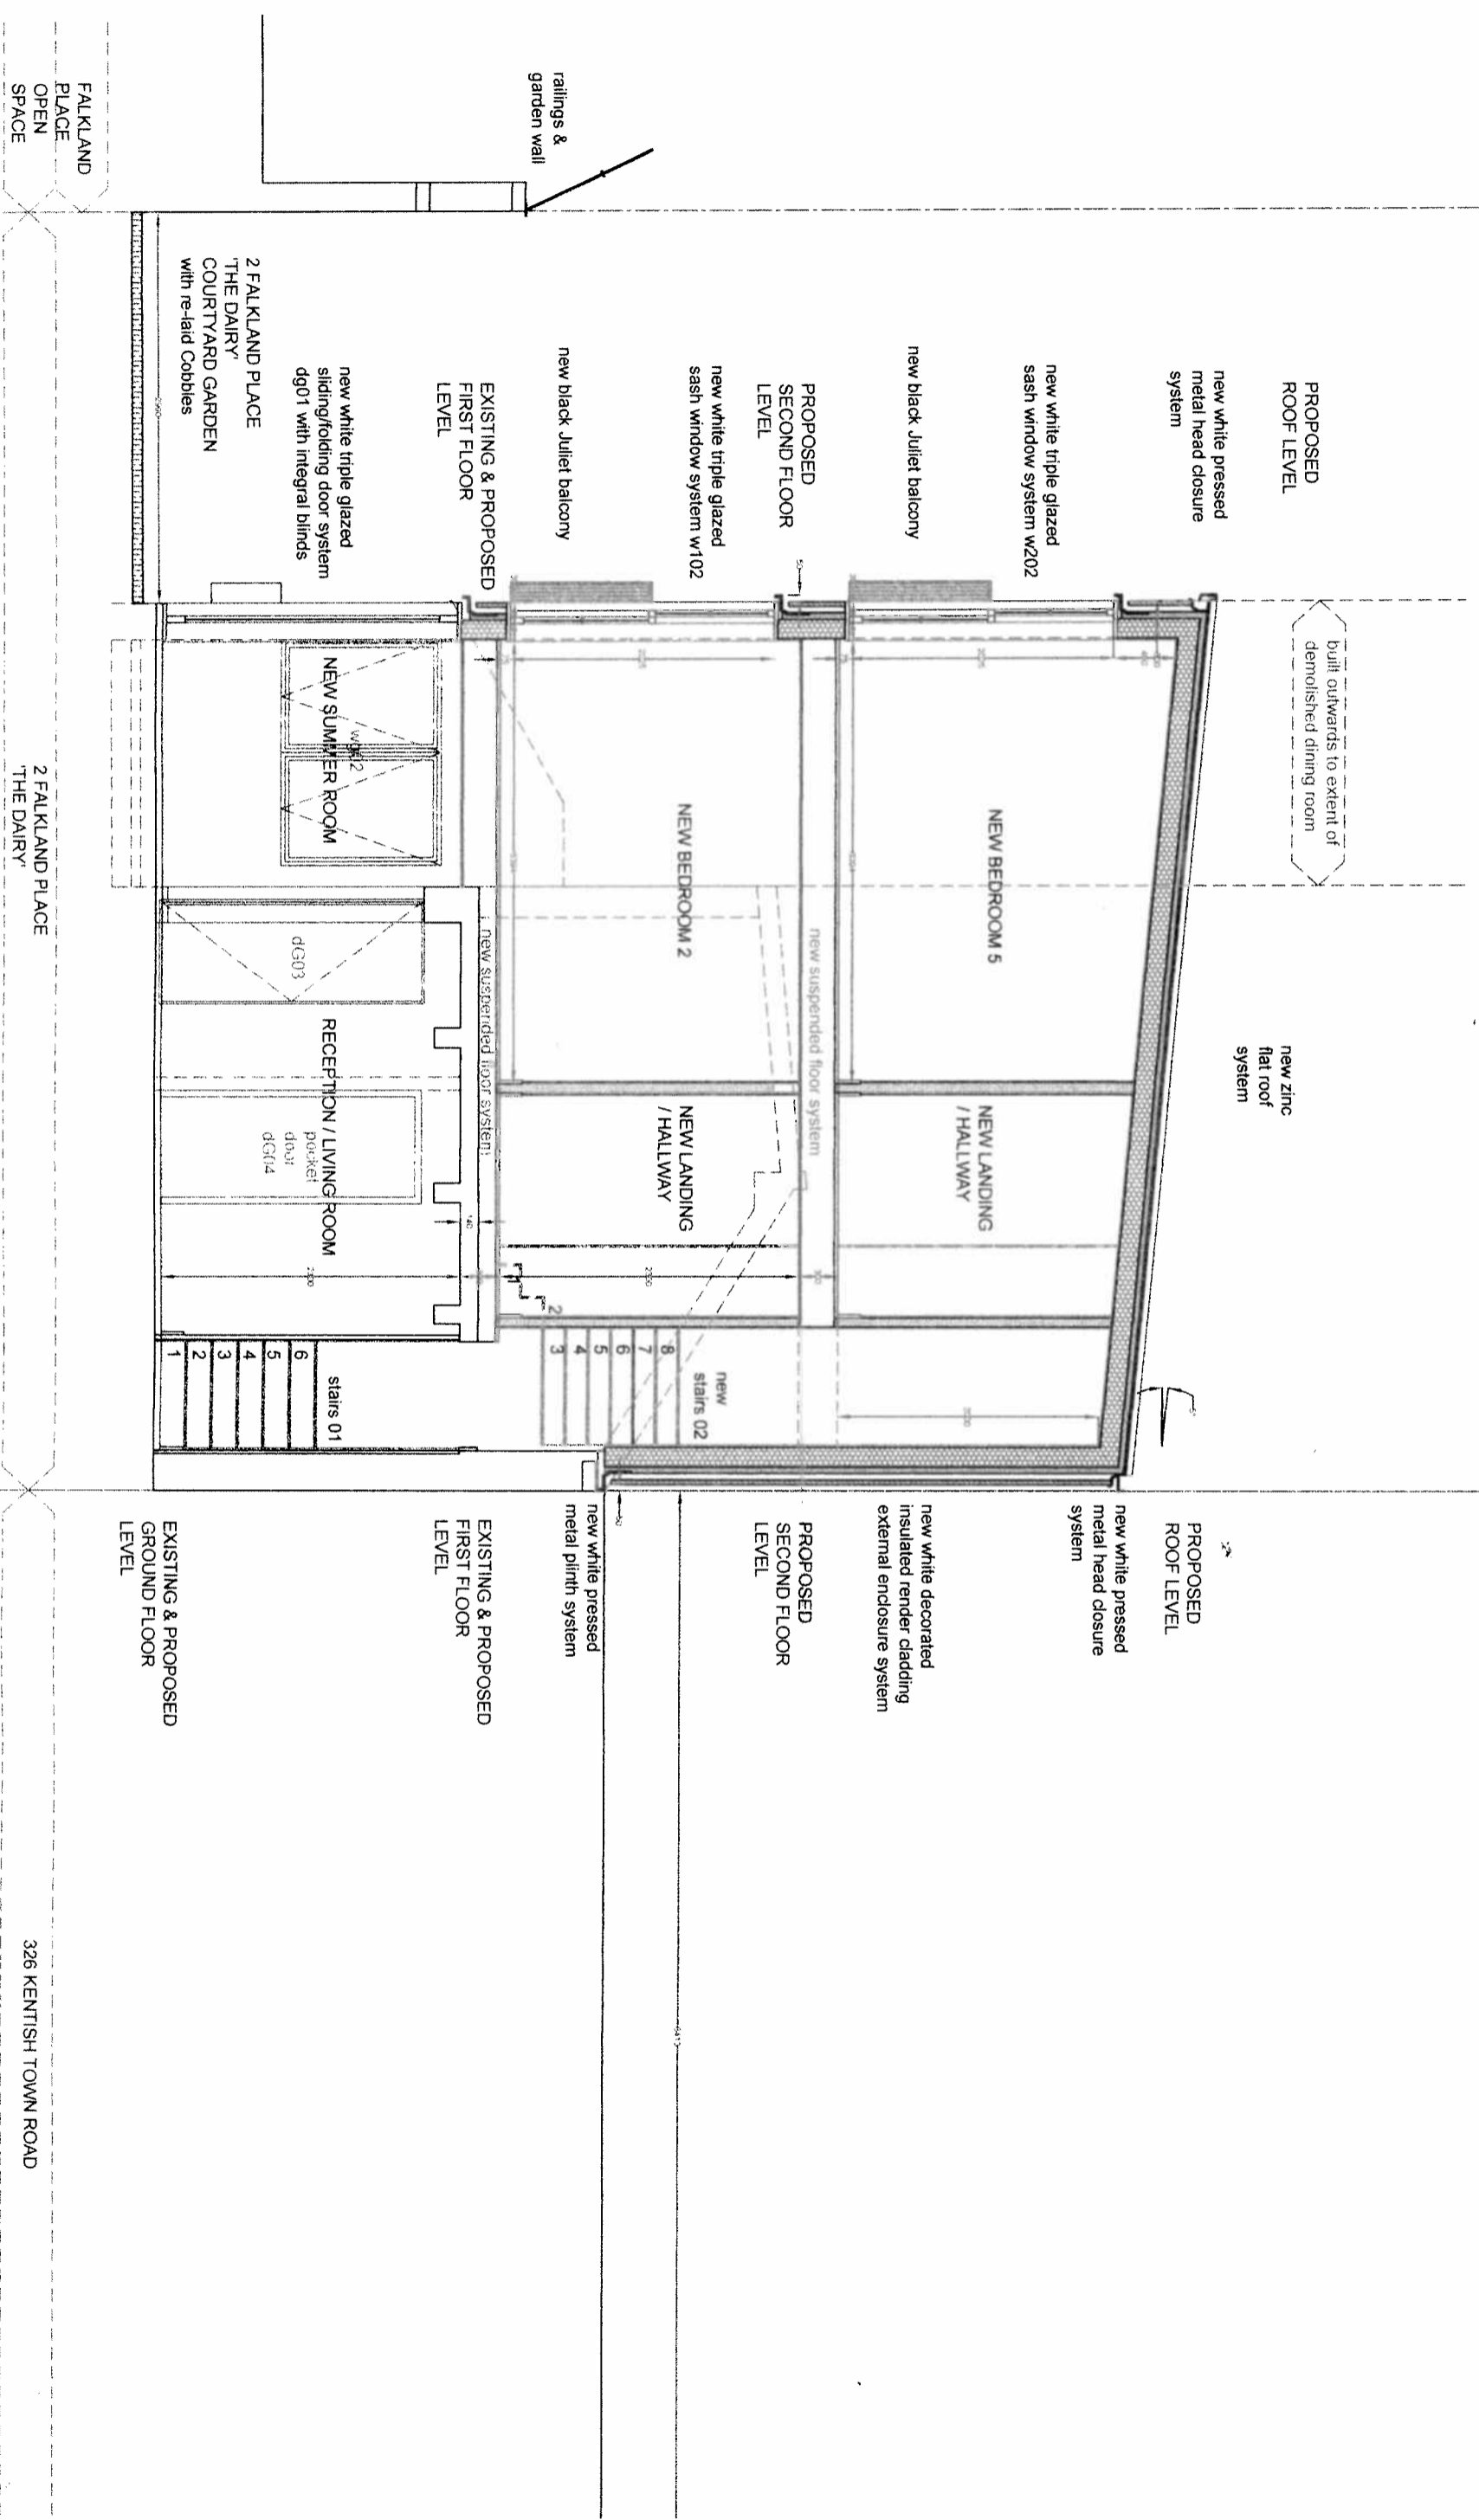 PROPOSED
ROOF LEVEL
new white pressed
metal head closure
system
new white triple glazed
sash window system w202
new black Juliet balcony
PROPOSED
SECOND FLOOR
LEVEL
new white triple glazed
sash window system w102
new black Juliet balcony
EXISTING & PROPOSED
FIRST FLOOR
LEVEL
new white triple glazed
sliding/folding door system
dg01 with integral blinds
2 FALKLAND PLACE
'THE DAIRY'
COURTYARD GARDEN
with re-laid Cobbles
railings &
garden wall
FALKLAND
PLACE
OPEN
SPACE
built outwards to extent of
demolished dining room
new zinc
flat roof
system
NEW BEDROOM 5
NEW LANDING
/ HALLWAY
new suspended floor system
NEW BEDROOM 2
NEW LANDING
/ HALLWAY
new suspended floor system
NEW SUMMER ROOM
dG03
RECEPTION / LIVING ROOM
pocket
door
dG04
140
2
3
4
5
6
7
8
new
stairs 02
1
2
3
4
5
6
stairs 01
PROPOSED
ROOF LEVEL
new white pressed
metal head closure
system
new white decorated
insulated render cladding
external enclosure system
PROPOSED
SECOND FLOOR
LEVEL
new white pressed
metal plinth system
EXISTING & PROPOSED
FIRST FLOOR
LEVEL
EXISTING & PROPOSED
GROUND FLOOR
LEVEL
2 FALKLAND PLACE
'THE DAIRY'
326 KENTISH TOWN ROAD